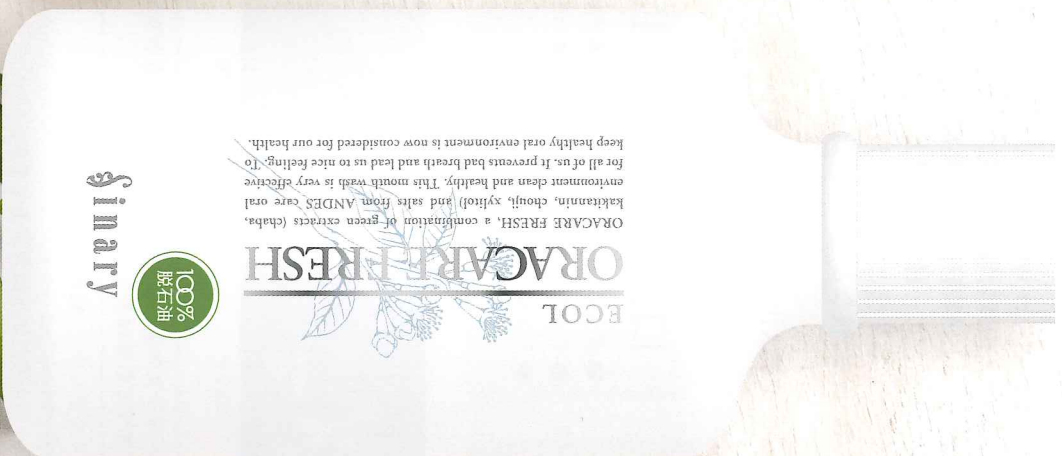 ECOL
ORACARE FRESH
ORACARE FRESH, a combination of green extracts (chaba,
kakitannin, chouji, xylitol) and salts from ANDES care oral
environment clean and healthy. This mouth wash is very effective
for all of us. It prevents bad breath and lead us to nice feeling. To
keep healthy oral environment is now considered for our health.
100%
脱石油
Sinary